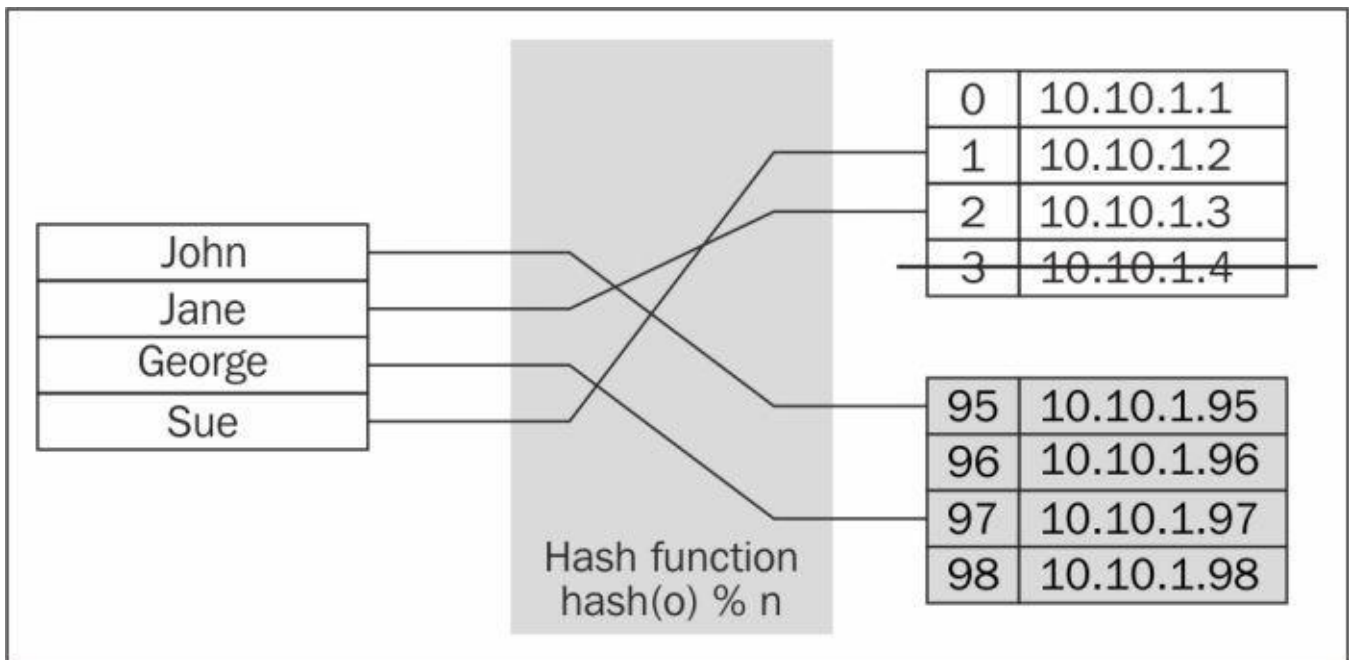 John
Jane
George
Sue
Hash function
hash(o) % n
0 10.10.1.1
1 10.10.1.2
2 10.10.1.3
3 10.10.1.4
95 10.10.1.95
96 10.10.1.96
97 10.10.1.97
98 10.10.1.98